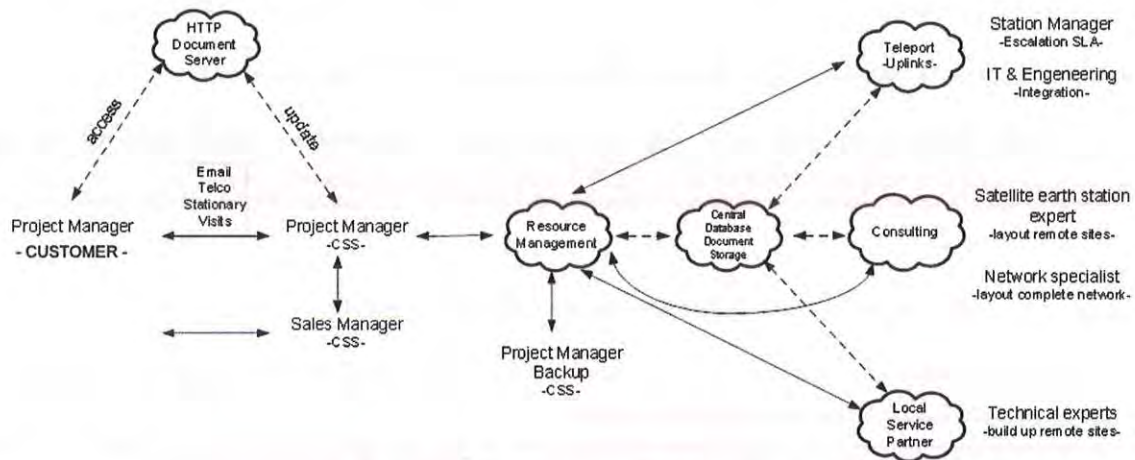 HTTP
Document
Server
access
update
Email
Telco
Stationary
Visits
Project Manager
- CUSTOMER -
Project Manager
-CSS-
Sales Manager
-CSS-
Resource
Management
Project Manager
Backup
-CSS-
Central
Database
Document
Storage
Teleport
-Uplinks-
Consulting
Local
Service
Partner
Station Manager
-Escalation SLA-
IT & Engeneering
-Integration-
Satellite earth station
expert
-layout remote sites-
Network specialist
-layout complete network-
Technical experts
-build up remote sites-